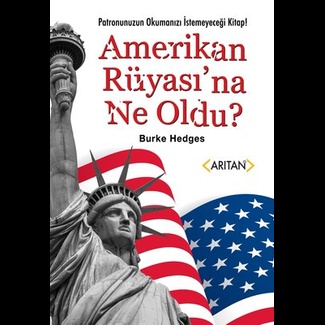 Patronunuzun Okumanızı İstemeyeceği Kitap!
Amerikan
Rüyası'na
Ne Oldu?
Burke Hedges
ARITAN